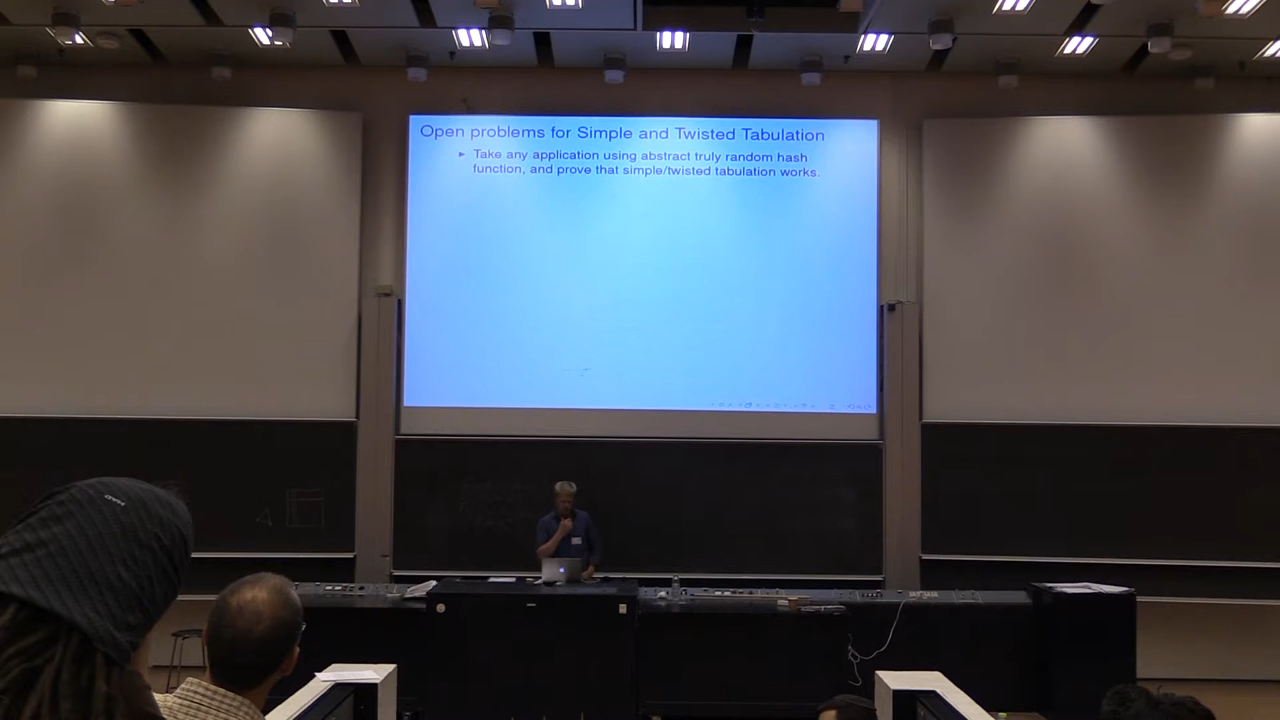 Open problems for Simple and Twisted Tabulation
► Take any application using abstract truly random hash
function, and prove that simple/twisted tabulation works.